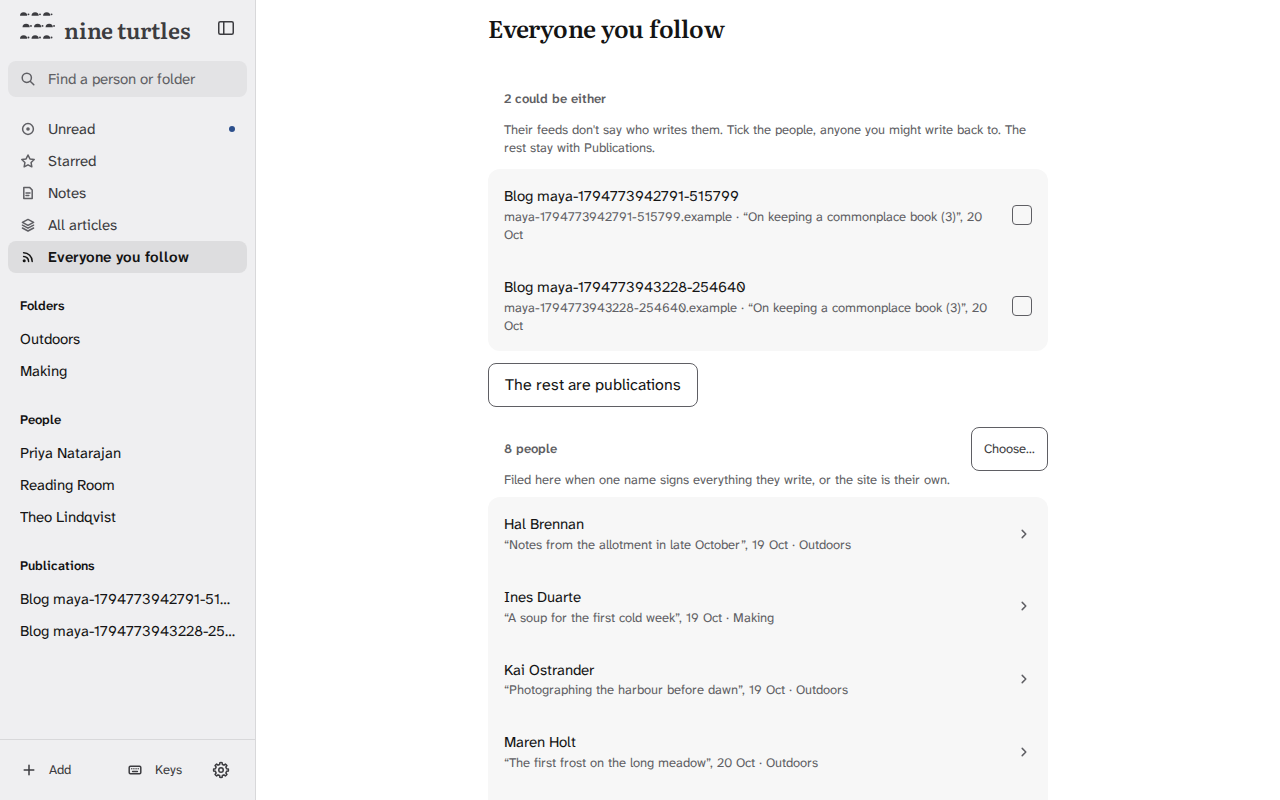 nine turtles
Find a person or folder
Unread
Starred
Notes
All articles
Everyone you follow
Folders
Outdoors
Making
People
Priya Natarajan
Reading Room
Theo Lindqvist
Publications
Blog maya-1794773942791-51...
Blog maya-1794773943228-25...
Add
Keys
Everyone you follow
2 could be either
Their feeds don't say who writes them. Tick the people, anyone you might write back to. The
rest stay with Publications.
Blog maya-1794773942791-515799
maya-1794773942791-515799.example · “On keeping a commonplace book (3)”, 20
Oct
Blog maya-1794773943228-254640
maya-1794773943228-254640.example · “On keeping a commonplace book (3)”, 20
Oct
The rest are publications
8 people
Choose...
Filed here when one name signs everything they write, or the site is their own.
Hal Brennan
“Notes from the allotment in late October”, 19 Oct · Outdoors
Ines Duarte
“A soup for the first cold week”, 19 Oct · Making
Kai Ostrander
“Photographing the harbour before dawn”, 19 Oct · Outdoors
Maren Holt
“The first frost on the long meadow”, 20 Oct · Outdoors